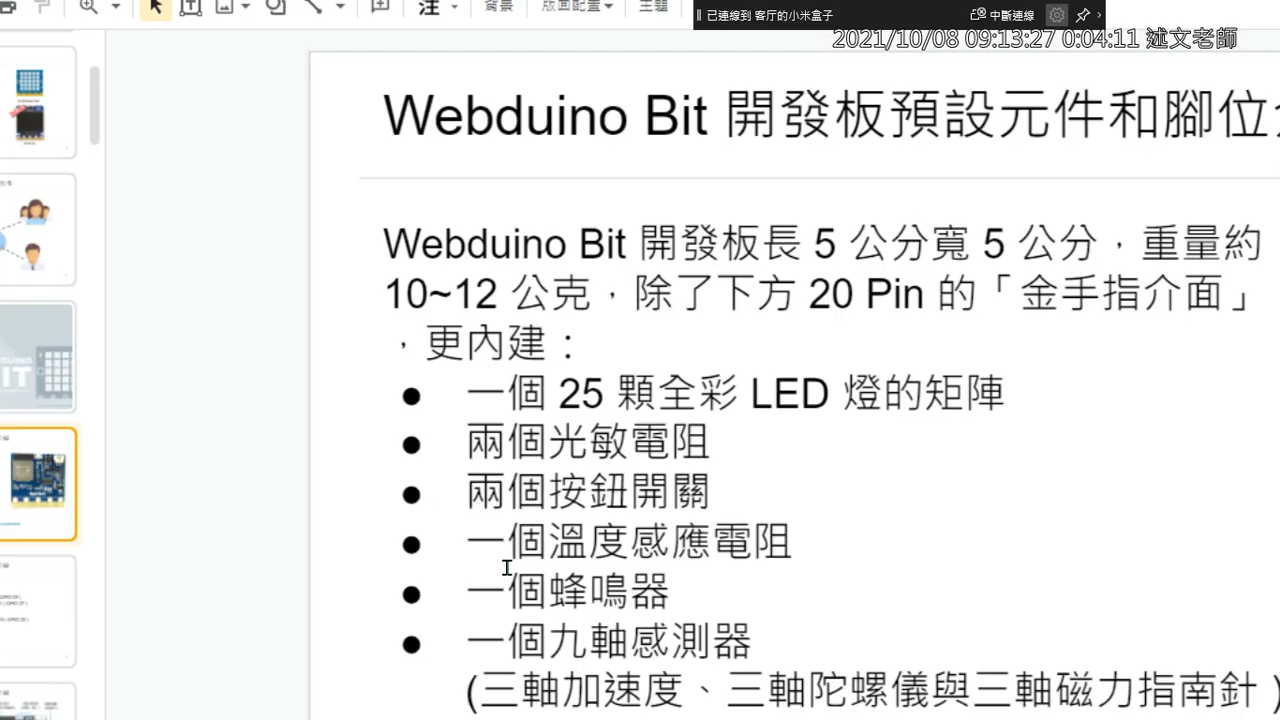 注
背景
版面配置
主題
已連線到 客厅的小米盒子
中斷連線
2021/10/08 09:13:27 0:04:11 述文老師
Webduino Bit 開發板預設元件和腳位
Webduino Bit 開發板長 5 公分寬 5 公分，重量約
10~12 公克，除了下方 20 Pin 的「金手指介面」
，更內建：
● 一個 25 顆全彩 LED 燈的矩陣
● 兩個光敏電阻
● 兩個按鈕開關
● 一個溫度感應電阻
● 一個蜂鳴器
● 一個九軸感測器
(三軸加速度、三軸陀螺儀與三軸磁力指南針 )